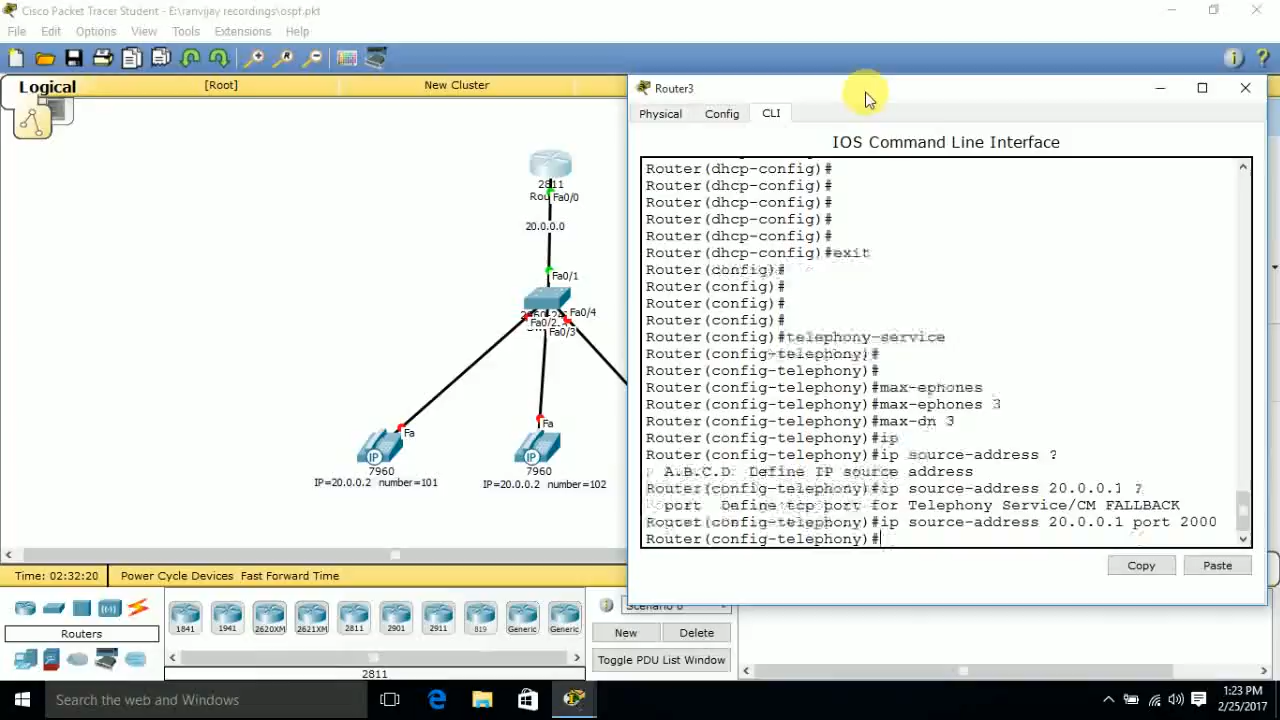 Cisco Packet Tracer Student - E:\ranvijay recordings\ospf.pkt
File Edit Options View Tools Extensions Help
Logical [Root] New Cluster
Router3
Physical Config CLI
IOS Command Line Interface
Router(dhcp-config)#
Router(dhcp-config)#
Router(dhcp-config)#
Router(dhcp-config)#
Router(dhcp-config)#
Router(dhcp-config)#exit
Router(config)#
Router(config)#
Router(config)#
Router(config)#
Router(config)#telephony-service
Router(config-telephony)#
Router(config-telephony)#
Router(config-telephony)#max-ephones
Router(config-telephony)#max-ephones 3
Router(config-telephony)#max-dn 3
Router(config-telephony)#ip
Router(config-telephony)#ip source-address ?
A.B.C.D Define IP source address
Router(config-telephony)#ip source-address 20.0.0.1 ?
port Define tcp port for Telephony Service/CM FALLBACK
Router(config-telephony)#ip source-address 20.0.0.1 port 2000
Router(config-telephony)#
Copy Paste
2811
Fa0/0
20.0.0.0
Fa0/1
Fa0/4
Fa0/2
Fa0/3
Fa
Fa
IP
IP
7960
7960
IP=20.0.0.2 number=101
IP=20.0.0.2 number=102
Time: 02:32:20 Power Cycle Devices Fast Forward Time
Routers
1841 1941 2620XM 2621XM 2811 2901 2911 819 Generic Generic
2811
New Delete
Toggle PDU List Window
Search the web and Windows
1:23 PM
2/25/2017